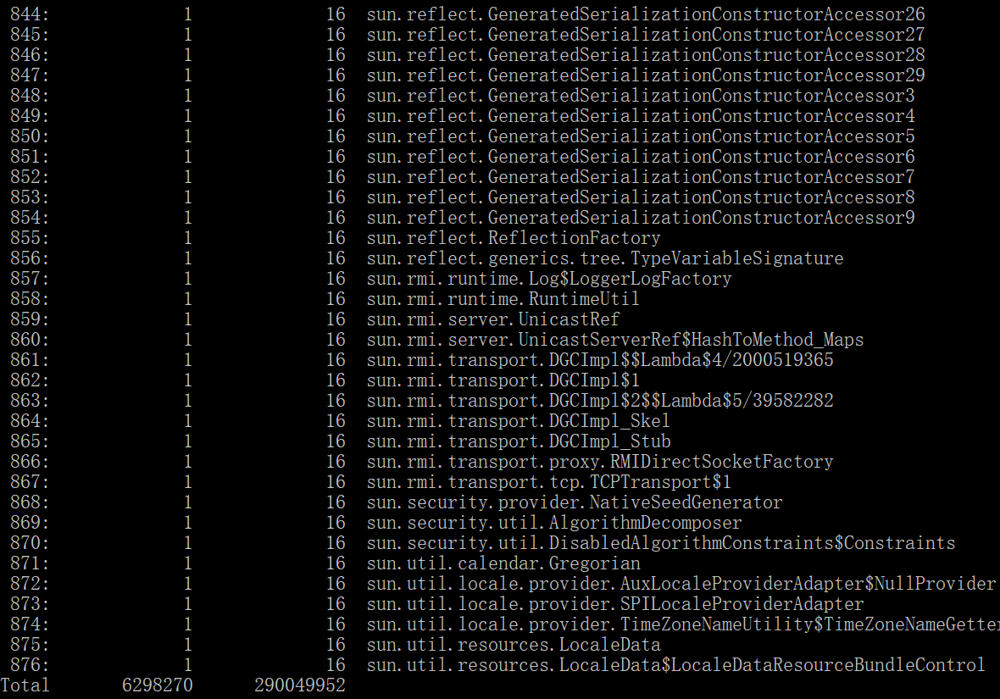 844: 1 16 sun.reflect.GeneratedSerializationConstructorAccessor26
845: 1 16 sun.reflect.GeneratedSerializationConstructorAccessor27
846: 1 16 sun.reflect.GeneratedSerializationConstructorAccessor28
847: 1 16 sun.reflect.GeneratedSerializationConstructorAccessor29
848: 1 16 sun.reflect.GeneratedSerializationConstructorAccessor3
849: 1 16 sun.reflect.GeneratedSerializationConstructorAccessor4
850: 1 16 sun.reflect.GeneratedSerializationConstructorAccessor5
851: 1 16 sun.reflect.GeneratedSerializationConstructorAccessor6
852: 1 16 sun.reflect.GeneratedSerializationConstructorAccessor7
853: 1 16 sun.reflect.GeneratedSerializationConstructorAccessor8
854: 1 16 sun.reflect.GeneratedSerializationConstructorAccessor9
855: 1 16 sun.reflect.ReflectionFactory
856: 1 16 sun.reflect.generics.tree.TypeVariableSignature
857: 1 16 sun.rmi.runtime.Log$LoggerLogFactory
858: 1 16 sun.rmi.runtime.RuntimeUtil
859: 1 16 sun.rmi.server.UnicastRef
860: 1 16 sun.rmi.server.UnicastServerRef$HashToMethod_Maps
861: 1 16 sun.rmi.transport.DGCImpl$$Lambda$4/2000519365
862: 1 16 sun.rmi.transport.DGCImpl$1
863: 1 16 sun.rmi.transport.DGCImpl$2$$Lambda$5/39582282
864: 1 16 sun.rmi.transport.DGCImpl_Skel
865: 1 16 sun.rmi.transport.DGCImpl_Stub
866: 1 16 sun.rmi.transport.proxy.RMIDirectSocketFactory
867: 1 16 sun.rmi.transport.tcp.TCPTransport$1
868: 1 16 sun.security.provider.NativeSeedGenerator
869: 1 16 sun.security.util.AlgorithmDecomposer
870: 1 16 sun.security.util.DisabledAlgorithmConstraints$Constraints
871: 1 16 sun.util.calendar.Gregorian
872: 1 16 sun.util.locale.provider.AuxLocaleProviderAdapter$NullProvider
873: 1 16 sun.util.locale.provider.SPILocaleProviderAdapter
874: 1 16 sun.util.locale.provider.TimeZoneNameUtility$TimeZoneNameGetter
875: 1 16 sun.util.resources.LocaleData
876: 1 16 sun.util.resources.LocaleData$LocaleDataResourceBundleControl
Total 6298270 290049952